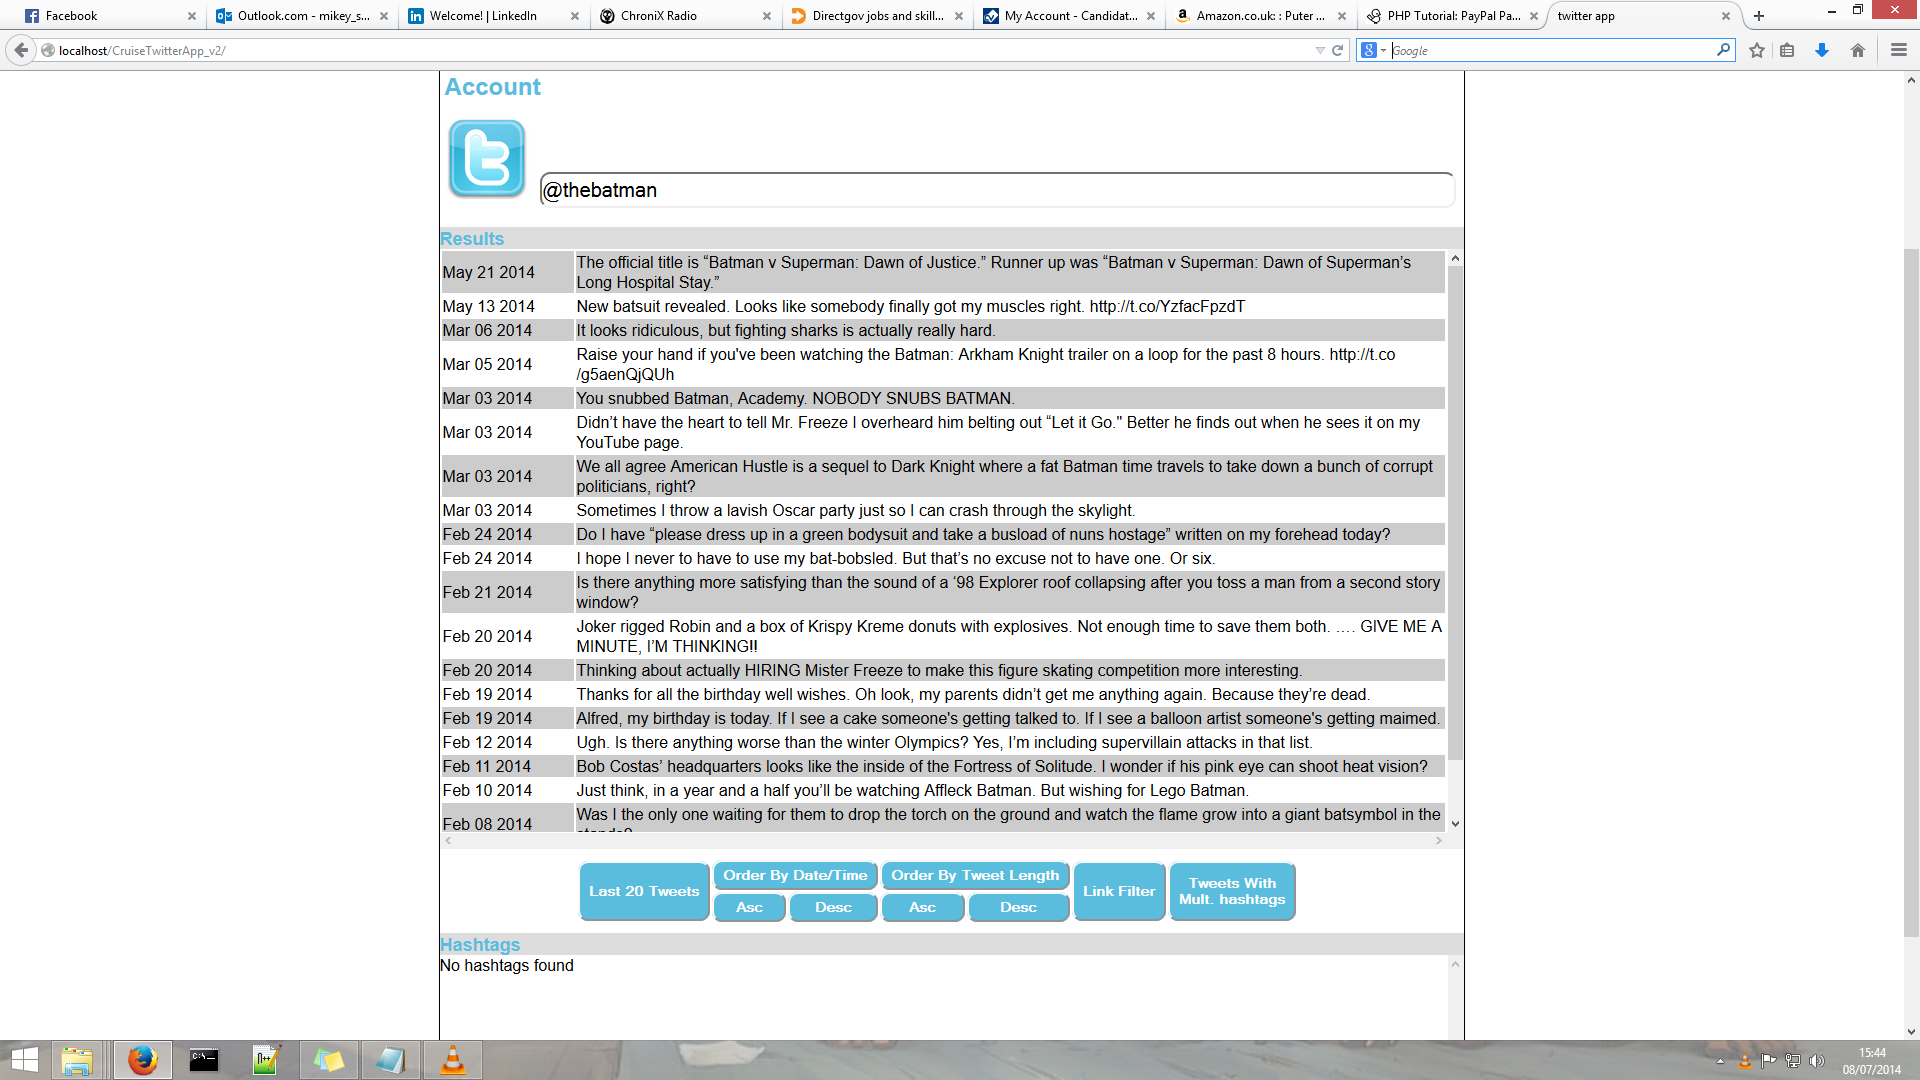 Facebook
Outlook.com - mikey_s...
Welcome! | LinkedIn
ChroniX Radio
Directgov jobs and skill...
My Account - Candidat...
Amazon.co.uk: : Puter ...
PHP Tutorial: PayPal Pa...
twitter app
localhost/CruiseTwitterApp_v2/
Google
Account
@thebatman
Results
May 21 2014
The official title is “Batman v Superman: Dawn of Justice.” Runner up was “Batman v Superman: Dawn of Superman’s
Long Hospital Stay.”
May 13 2014
New batsuit revealed. Looks like somebody finally got my muscles right. http://t.co/YzfacFpzdT
Mar 06 2014
It looks ridiculous, but fighting sharks is actually really hard.
Mar 05 2014
Raise your hand if you've been watching the Batman: Arkham Knight trailer on a loop for the past 8 hours. http://t.co
/g5aenQjQUh
Mar 03 2014
You snubbed Batman, Academy. NOBODY SNUBS BATMAN.
Mar 03 2014
Didn’t have the heart to tell Mr. Freeze I overheard him belting out “Let it Go." Better he finds out when he sees it on my
YouTube page.
Mar 03 2014
We all agree American Hustle is a sequel to Dark Knight where a fat Batman time travels to take down a bunch of corrupt
politicians, right?
Mar 03 2014
Sometimes I throw a lavish Oscar party just so I can crash through the skylight.
Feb 24 2014
Do I have “please dress up in a green bodysuit and take a busload of nuns hostage” written on my forehead today?
Feb 24 2014
I hope I never to have to use my bat-bobsled. But that’s no excuse not to have one. Or six.
Feb 21 2014
Is there anything more satisfying than the sound of a ‘98 Explorer roof collapsing after you toss a man from a second story
window?
Feb 20 2014
Joker rigged Robin and a box of Krispy Kreme donuts with explosives. Not enough time to save them both. …. GIVE ME A
MINUTE, I’M THINKING!!
Feb 20 2014
Thinking about actually HIRING Mister Freeze to make this figure skating competition more interesting.
Feb 19 2014
Thanks for all the birthday well wishes. Oh look, my parents didn’t get me anything again. Because they’re dead.
Feb 19 2014
Alfred, my birthday is today. If I see a cake someone's getting talked to. If I see a balloon artist someone's getting maimed.
Feb 12 2014
Ugh. Is there anything worse than the winter Olympics? Yes, I’m including supervillain attacks in that list.
Feb 11 2014
Bob Costas’ headquarters looks like the inside of the Fortress of Solitude. I wonder if his pink eye can shoot heat vision?
Feb 10 2014
Just think, in a year and a half you’ll be watching Affleck Batman. But wishing for Lego Batman.
Feb 08 2014
Was I the only one waiting for them to drop the torch on the ground and watch the flame grow into a giant batsymbol in the
Last 20 Tweets
Order By Date/Time
Asc
Desc
Order By Tweet Length
Asc
Desc
Link Filter
Tweets With
Mult. hashtags
Hashtags
No hashtags found
15:44
08/07/2014